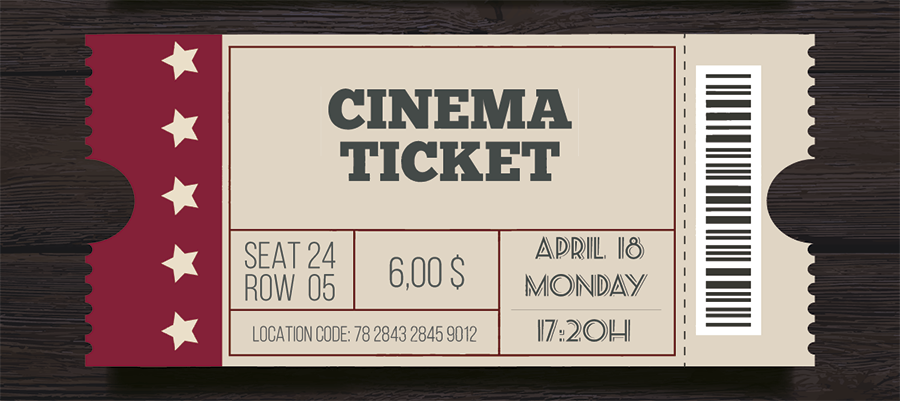 CINEMA
TICKET
SEAT 24
ROW 05
6,00 $
APRIL 18
MONDAY
17:20H
LOCATION CODE: 78 2843 2845 9012